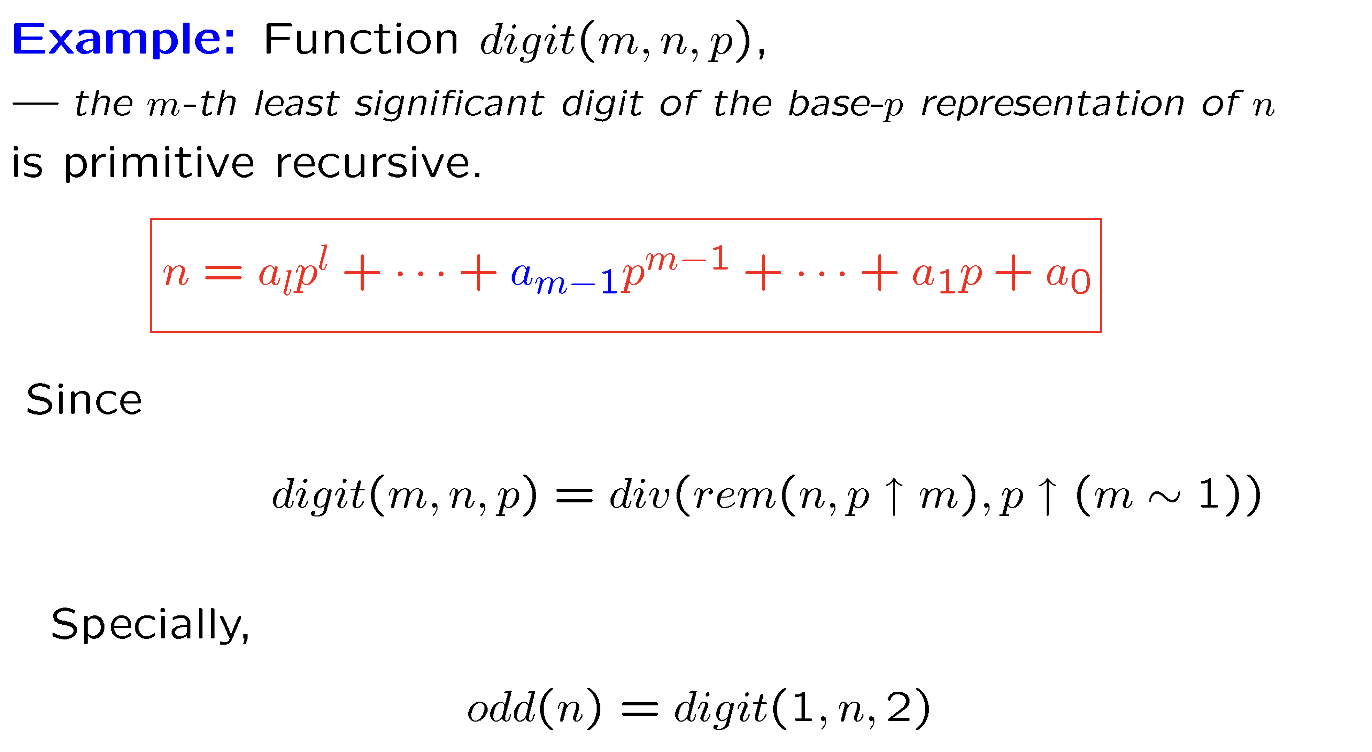 Example: Function digit(m, n, p),
— the m-th least significant digit of the base-p representation of n
is primitive recursive.
n = a_l p^l + ⋯ + a_{m−1} p^{m−1} + ⋯ + a_1 p + a_0
Since
digit(m, n, p) = div(rem(n, p ↑ m), p ↑ (m ∼ 1))
Specially,
odd(n) = digit(1, n, 2)